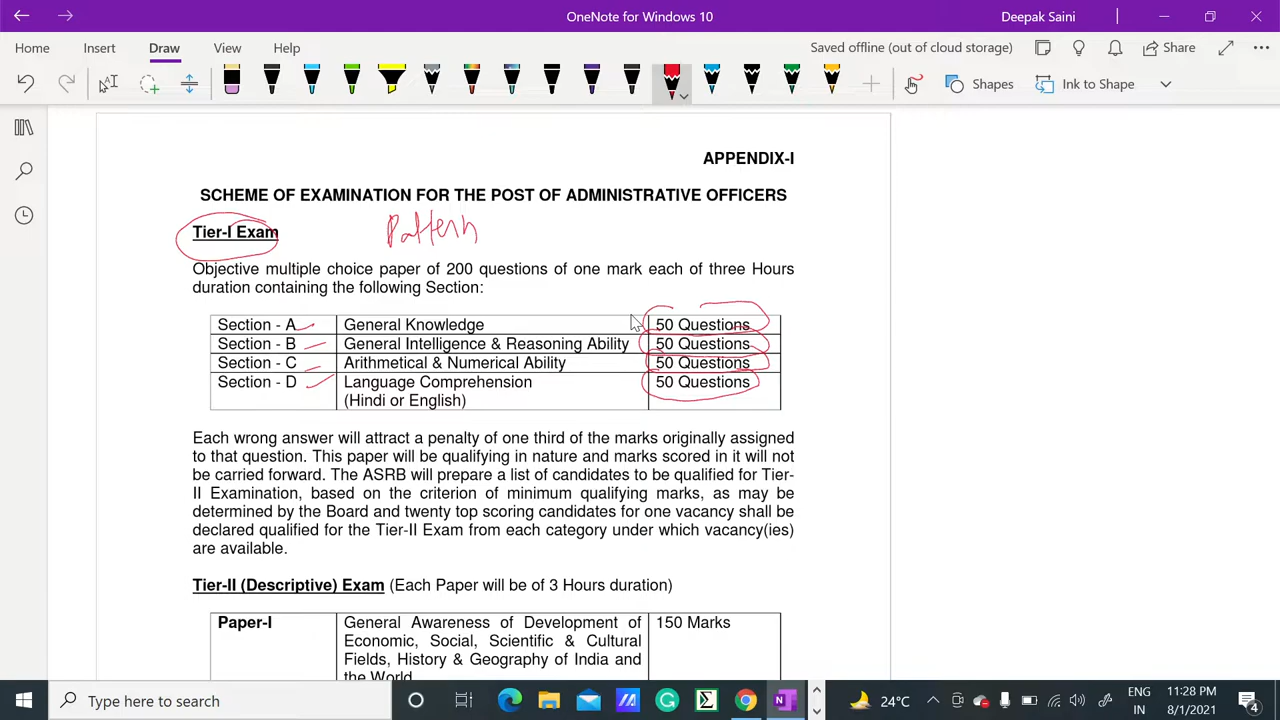 OneNote for Windows 10
Deepak Saini
Home Insert Draw View Help
Saved offline (out of cloud storage)
Share
Shapes
Ink to Shape
APPENDIX-I
SCHEME OF EXAMINATION FOR THE POST OF ADMINISTRATIVE OFFICERS
Tier-I Exam
Pattern
Objective multiple choice paper of 200 questions of one mark each of three Hours
duration containing the following Section:
Section - A General Knowledge 50 Questions
Section - B General Intelligence & Reasoning Ability 50 Questions
Section - C Arithmetical & Numerical Ability 50 Questions
Section - D Language Comprehension 50 Questions
(Hindi or English)
Each wrong answer will attract a penalty of one third of the marks originally assigned
to that question. This paper will be qualifying in nature and marks scored in it will not
be carried forward. The ASRB will prepare a list of candidates to be qualified for Tier-
II Examination, based on the criterion of minimum qualifying marks, as may be
determined by the Board and twenty top scoring candidates for one vacancy shall be
declared qualified for the Tier-II Exam from each category under which vacancy(ies)
are available.
Tier-II (Descriptive) Exam (Each Paper will be of 3 Hours duration)
Paper-I General Awareness of Development of 150 Marks
Economic, Social, Scientific & Cultural
Fields, History & Geography of India and
the World
Type here to search
24°C
ENG
IN
11:28 PM
8/1/2021
4